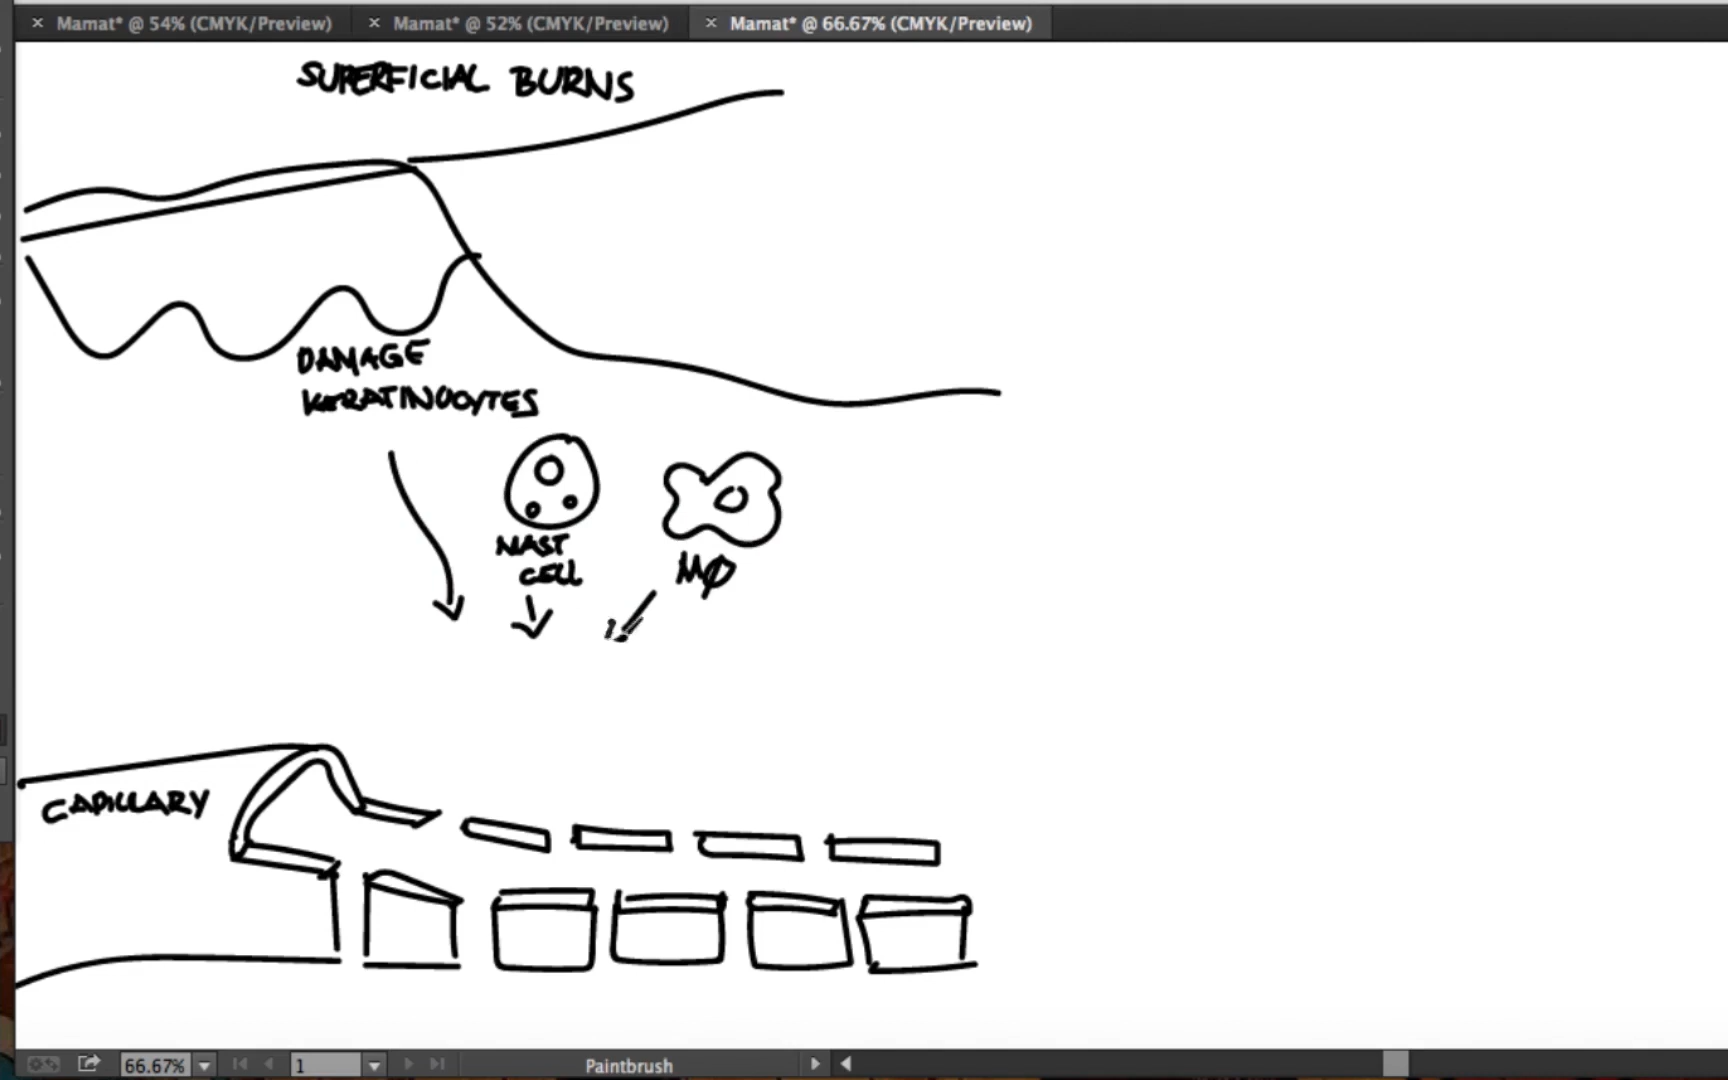 Mamat* @ 54% (CMYK/Preview)
Mamat* @ 52% (CMYK/Preview)
Mamat* @ 66.67% (CMYK/Preview)
SUPERFICIAL BURNS
DAMAGE
KERATINOCYTES
MAST
CELL
MØ
CAPILLARY
66.67%
1
Paintbrush